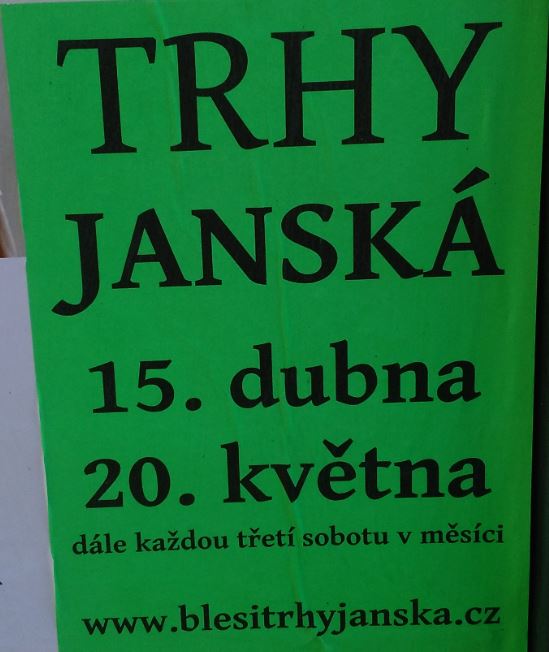 TRHY
JANSKÁ
15. dubna
20. května
dále každou třetí sobotu v měsíci
www.blesitrhyjanska.cz